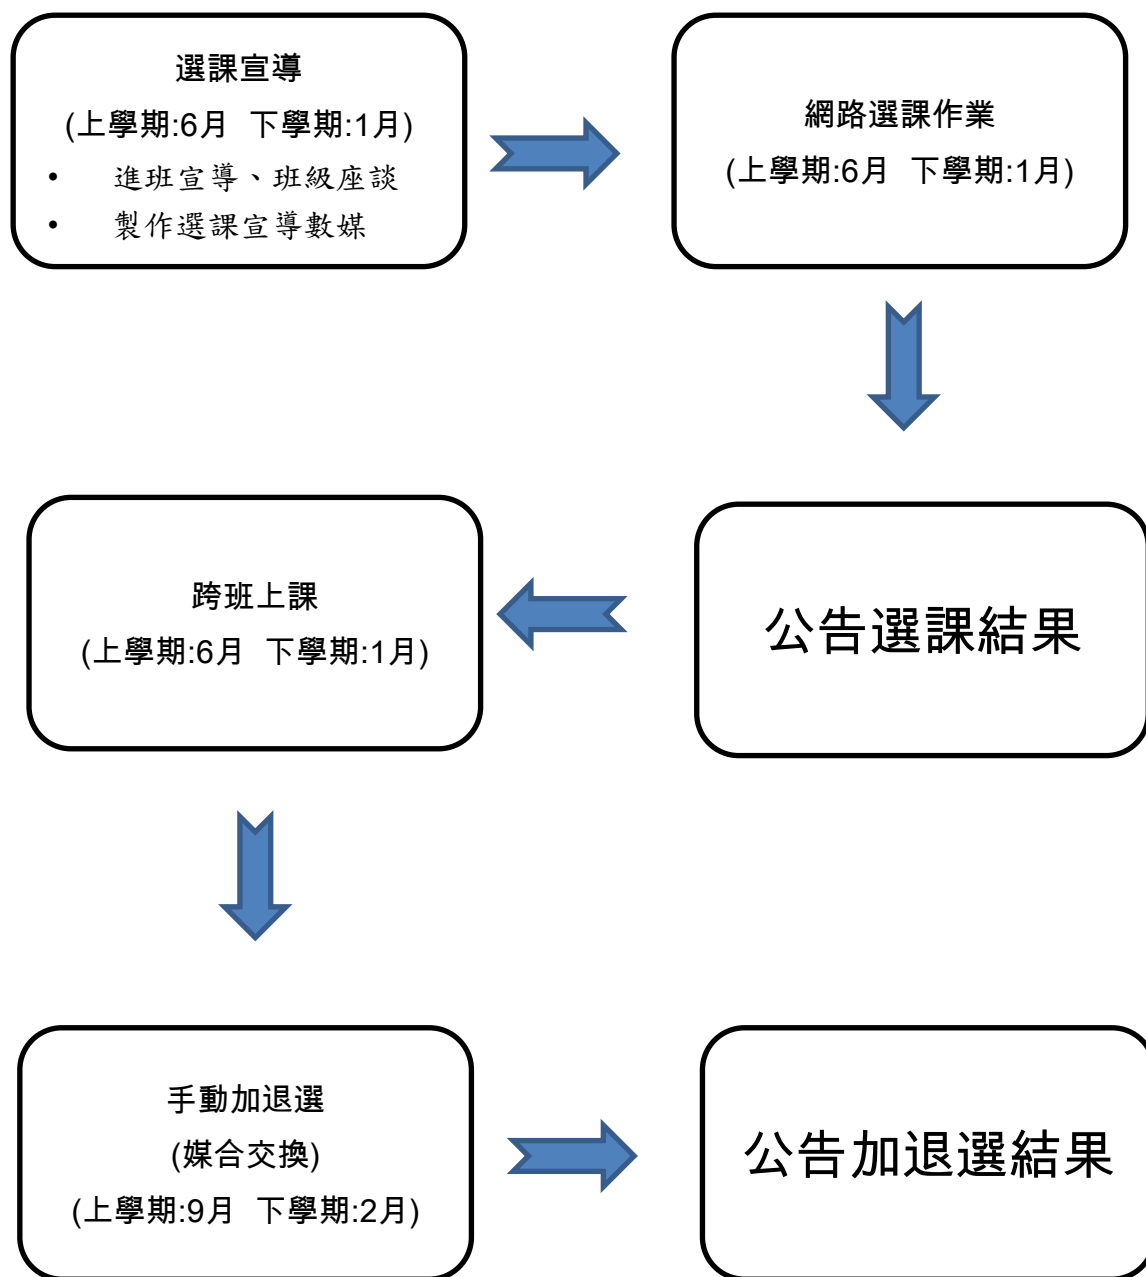 選課宣導
(上學期:6月 下學期:1月)
• 進班宣導、班級座談
• 製作選課宣導數媒
網路選課作業
(上學期:6月 下學期:1月)
公告選課結果
跨班上課
(上學期:6月 下學期:1月)
手動加退選
(媒合交換)
(上學期:9月 下學期:2月)
公告加退選結果